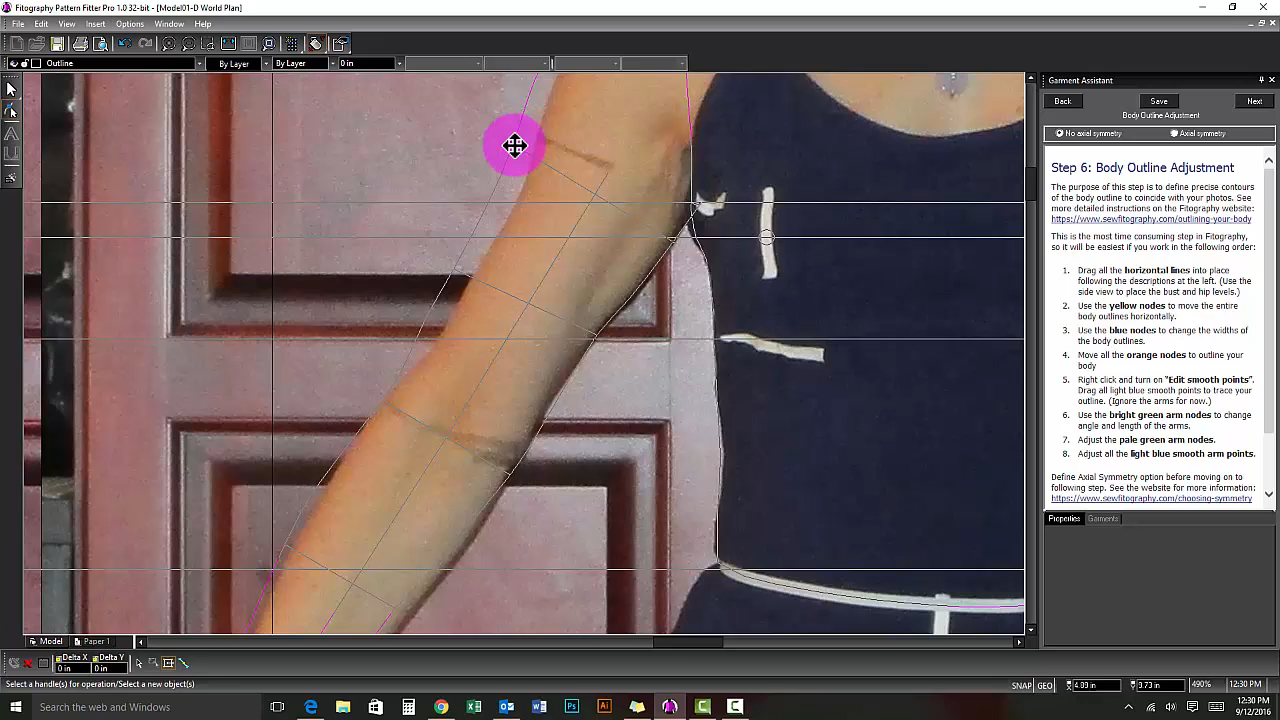 Fitography Pattern Fitter Pro 1.0 32-bit - [Model01-D World Plan]
File Edit View Insert Options Window Help
Outline By Layer By Layer 0 in
Garment Assistant
Back Save Next
Body Outline Adjustment
No axial symmetry Axial symmetry
Step 6: Body Outline Adjustment
The purpose of this step is to define precise contours
of the body outline to coincide with your photos. See
more detailed instructions on the Fitography website:
https://www.sewfitography.com/outlining-your-body
This is the most time consuming step in Fitography,
so it will be easiest if you work in the following order:
1. Drag all the horizontal lines into place
following the descriptions at the left. (Use the
side view to place the bust and hip levels.)
2. Use the yellow nodes to move the entire
body outlines horizontally.
3. Use the blue nodes to change the widths of
the body outlines.
4. Move all the orange nodes to outline your
body
5. Right click and turn on "Edit smooth points".
Drag all light blue smooth points to trace your
outline. (Ignore the arms for now.)
6. Use the bright green arm nodes to change
angle and length of the arms.
7. Adjust the pale green arm nodes.
8. Adjust all the light blue smooth arm points.
Define Axial Symmetry option before moving on to
following step. See the website for more information:
https://www.sewfitography.com/choosing-symmetry
Properties Garments
Model Paper 1
Delta X Delta Y
0 in 0 in
Select a handle(s) for operation/Select a new object(s)
SNAP GEO X 4.89 in Y 9.73 in 490% 12:30 PM
Search the web and Windows
12:30 PM
9/12/2016